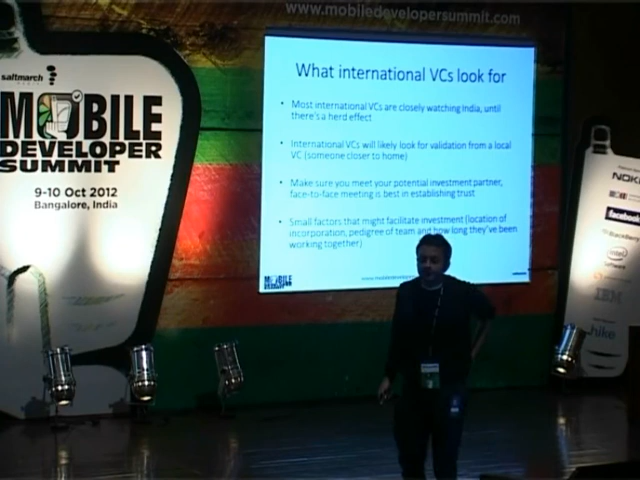 www.mobiledevelopersummit.com
saltmarch
MOBILE
DEVELOPER
SUMMIT
9-10 Oct 2012
Bangalore, India
What international VCs look for
• Most international VCs are closely watching India, until
there's a herd effect
• International VCs will likely look for validation from a local
VC (someone closer to home)
• Make sure you meet your potential investment partner,
face-to-face meeting is best in establishing trust
• Small factors that might facilitate investment (location of
incorporation, pedigree of team and how long they've been
working together)
MOBILE
NOK
facebook
BlackBerry
intel
IBM
hike